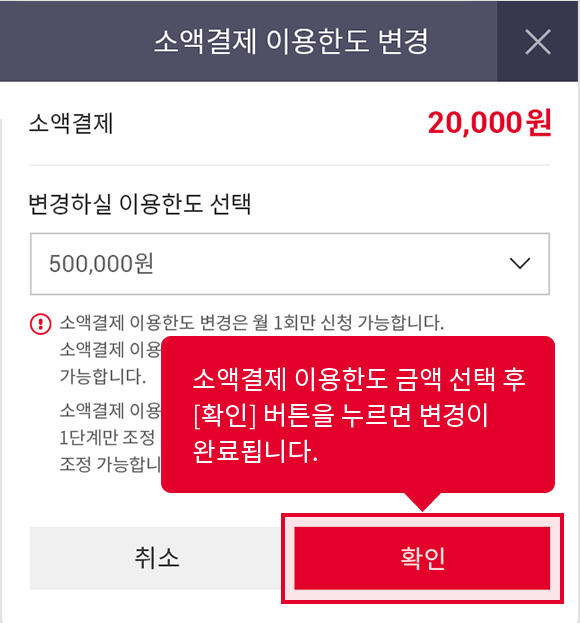 소액결제 이용한도 변경
소액결제
20,000원
변경하실 이용한도 선택
500,000원
소액결제 이용한도 변경은 월 1회만 신청 가능합니다.
소액결제 이용
가능합니다.
소액결제 이용
1단계만 조정
조정 가능합니
소액결제 이용한도 금액 선택 후
[확인] 버튼을 누르면 변경이
완료됩니다.
취소
확인